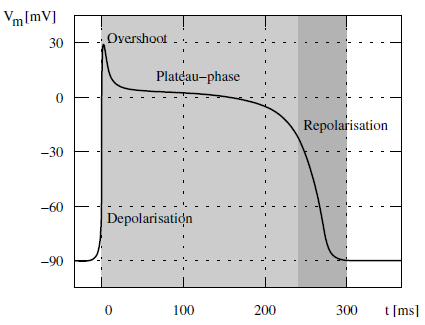 Vm[mV]
30
Overshoot
Plateau−phase
0
Repolarisation
−30
−60
Depolarisation
−90
0 100 200 300 t [ms]